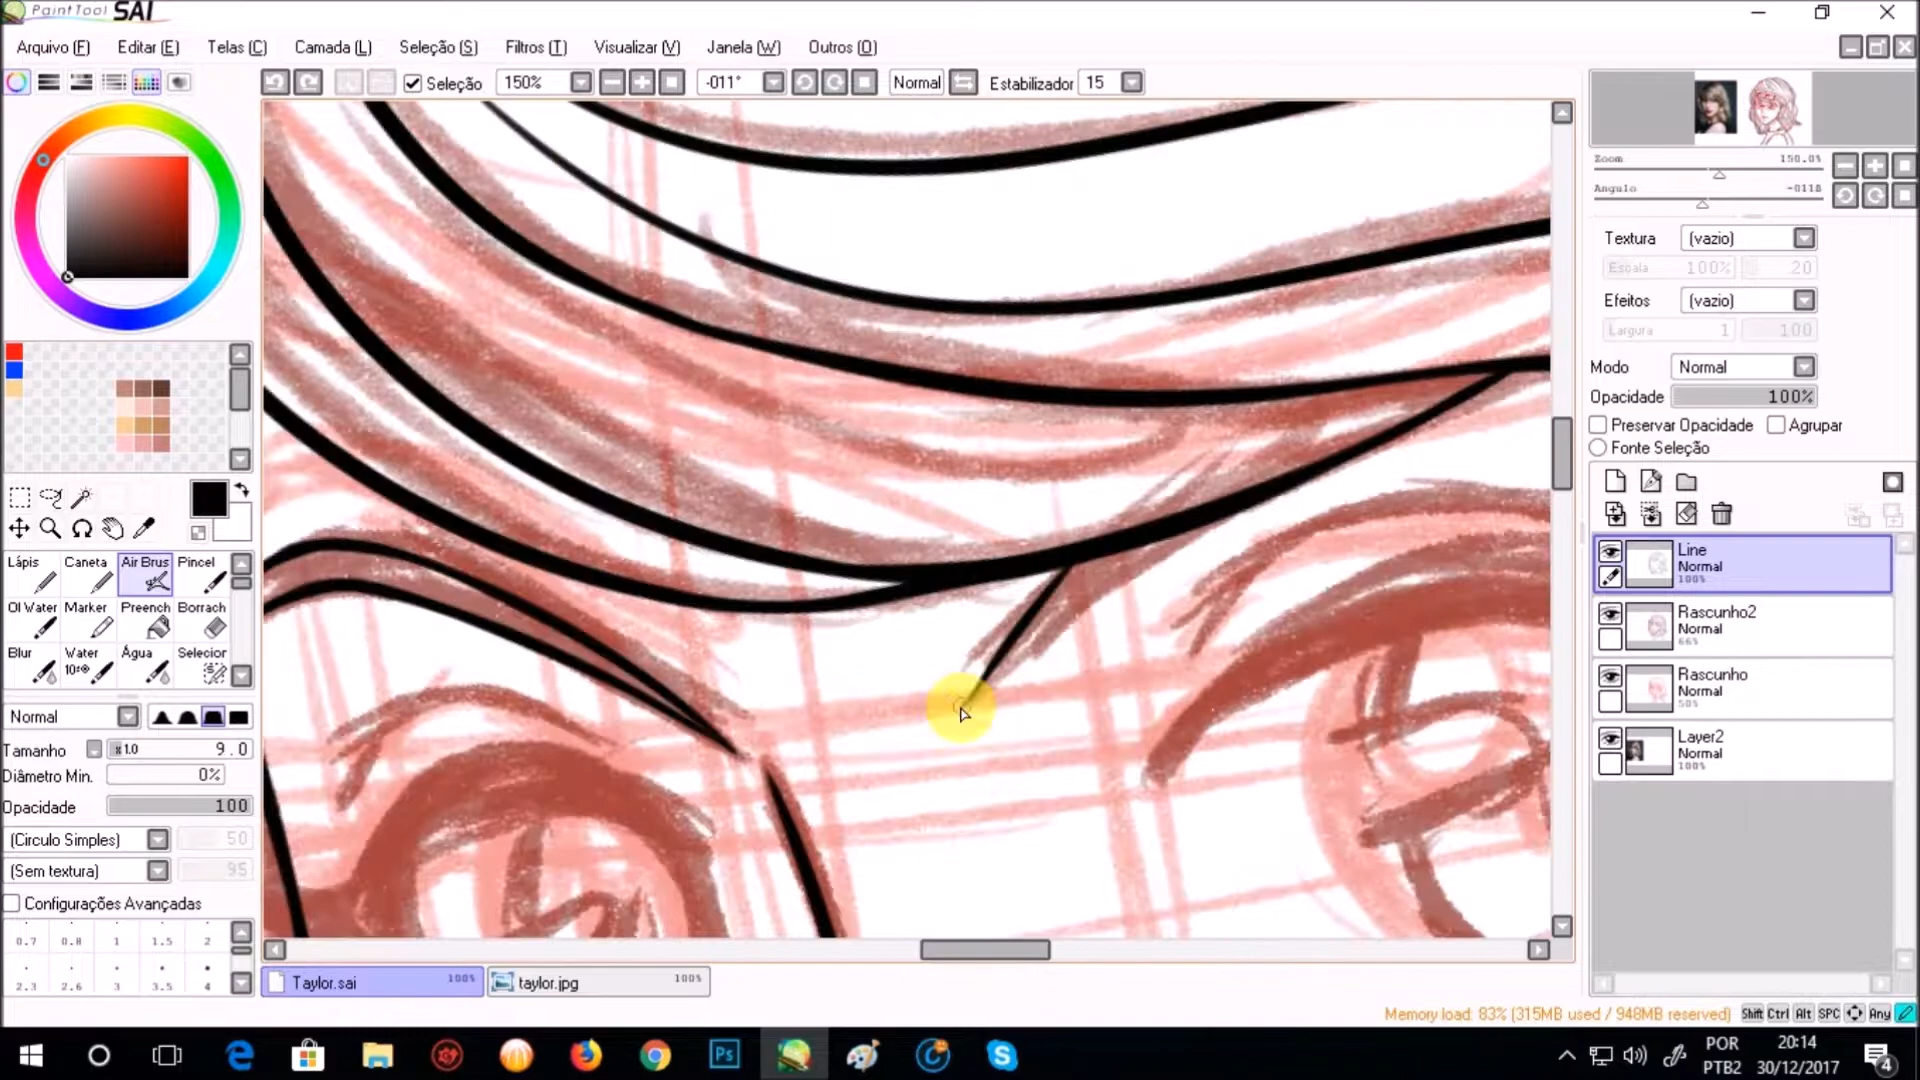 PaintTool SAI
Arquivo (F) Editar (E) Telas (C) Camada (L) Seleção (S) Filtros (T) Visualizar (V) Janela (W) Outros (O)
Seleção 150% -011° Normal Estabilizador 15
Zoom 150.0%
Angulo -011B
Textura (vazio)
Escala 100% 20
Efeitos (vazio)
Largura 1 100
Modo Normal
Opacidade 100%
Preservar Opacidade Agrupar
Fonte Seleção
Lápis Caneta Air Brus Pincel
Ol Water Marker Preench Borrach
Blur Water Água Selecior
Normal
Tamanho x 1.0 9.0
Diâmetro Min. 0%
Opacidade 100
(Circulo Simples) 50
(Sem textura) 95
Configurações Avançadas
0.7 0.8 1 1.5 2
2.3 2.6 3 3.5 4
Line
Normal
100%
Rascunho2
Normal
66%
Rascunho
Normal
50%
Layer2
Normal
100%
Taylor.sai 100% taylor.jpg 100%
Memory load: 83% (315MB used / 948MB reserved) Shift Ctrl Alt SPC Any
Ps
POR
PTB2
20:14
30/12/2017
4